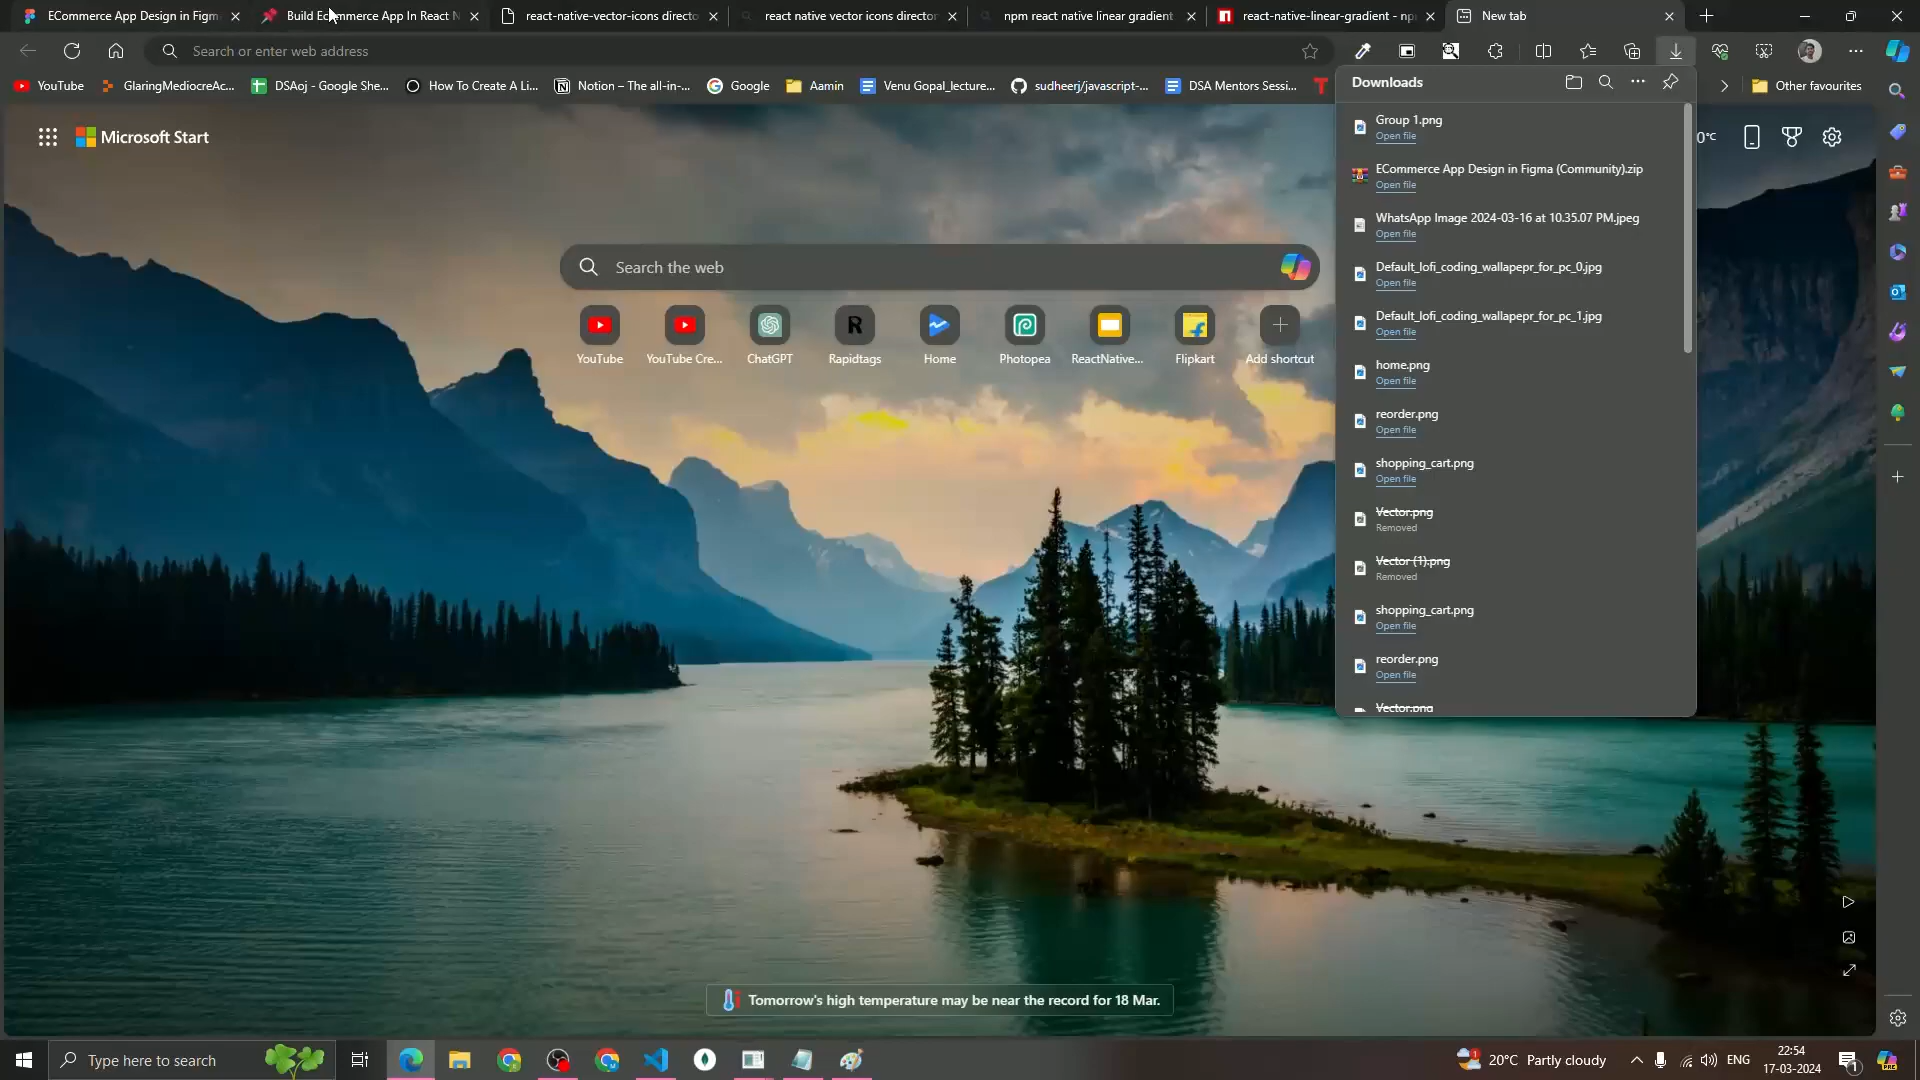 ECommerce App Design in Figm
Build Ecommerce App In React N
react-native-vector-icons directo
react native vector icons director
npm react native linear gradient
react-native-linear-gradient - np
New tab
Search or enter web address
YouTube
GlaringMediocreAc...
DSAoj - Google She...
How To Create A Li...
Notion – The all-in-...
Google
Aamin
Venu Gopal_lecture...
sudheerj/javascript-...
DSA Mentors Sessi...
Other favourites
Microsoft Start
0°C
Downloads
Group 1.png
Open file
ECommerce App Design in Figma (Community).zip
Open file
WhatsApp Image 2024-03-16 at 10.35.07 PM.jpeg
Open file
Default_lofi_coding_wallapepr_for_pc_0.jpg
Open file
Default_lofi_coding_wallapepr_for_pc_1.jpg
Open file
home.png
Open file
reorder.png
Open file
shopping_cart.png
Open file
Vector.png
Removed
Vector (1).png
Removed
shopping_cart.png
Open file
reorder.png
Open file
Vector.png
Search the web
YouTube
YouTube Cre...
ChatGPT
Rapidtags
Home
Photopea
ReactNative...
Flipkart
Add shortcut
Tomorrow's high temperature may be near the record for 18 Mar.
Type here to search
20°C Partly cloudy
ENG
22:54
17-03-2024